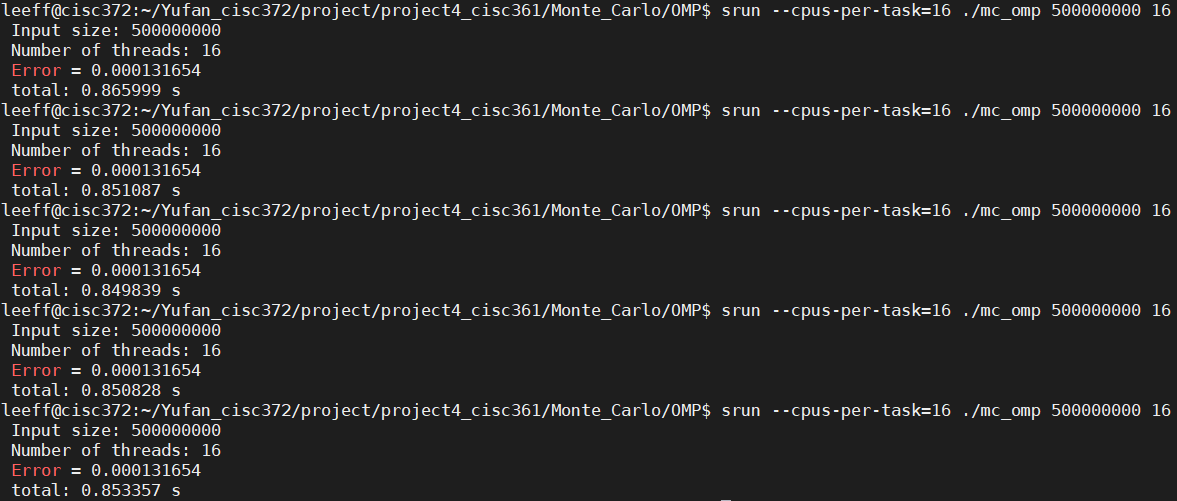 leeff@cisc372:~/Yufan_cisc372/project/project4_cisc361/Monte_Carlo/OMP$ srun --cpus-per-task=16 ./mc_omp 500000000 16
Input size: 500000000
Number of threads: 16
Error = 0.000131654
total: 0.865999 s
leeff@cisc372:~/Yufan_cisc372/project/project4_cisc361/Monte_Carlo/OMP$ srun --cpus-per-task=16 ./mc_omp 500000000 16
Input size: 500000000
Number of threads: 16
Error = 0.000131654
total: 0.851087 s
leeff@cisc372:~/Yufan_cisc372/project/project4_cisc361/Monte_Carlo/OMP$ srun --cpus-per-task=16 ./mc_omp 500000000 16
Input size: 500000000
Number of threads: 16
Error = 0.000131654
total: 0.849839 s
leeff@cisc372:~/Yufan_cisc372/project/project4_cisc361/Monte_Carlo/OMP$ srun --cpus-per-task=16 ./mc_omp 500000000 16
Input size: 500000000
Number of threads: 16
Error = 0.000131654
total: 0.850828 s
leeff@cisc372:~/Yufan_cisc372/project/project4_cisc361/Monte_Carlo/OMP$ srun --cpus-per-task=16 ./mc_omp 500000000 16
Input size: 500000000
Number of threads: 16
Error = 0.000131654
total: 0.853357 s